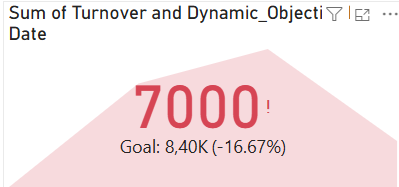 Sum of Turnover and Dynamic_Objecti
Date
7000!
Goal: 8,40K (-16.67%)